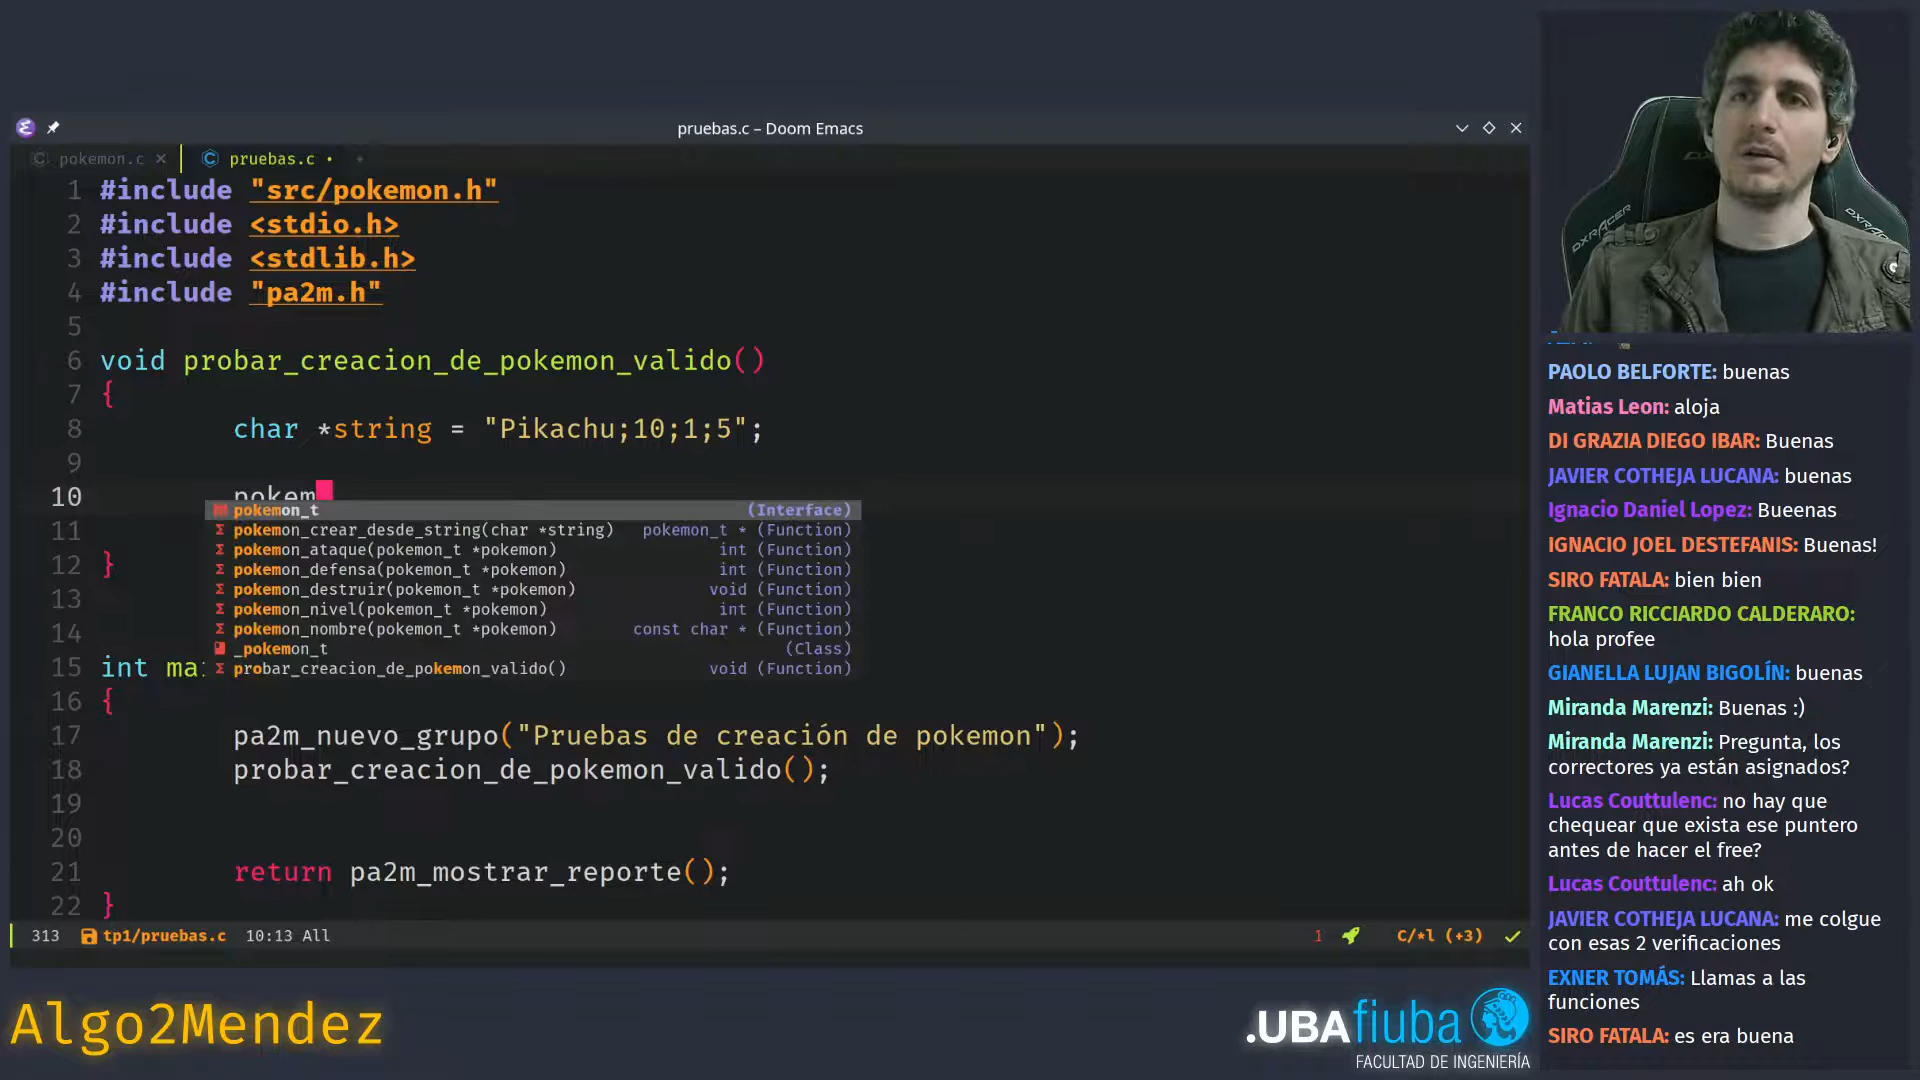 pruebas.c – Doom Emacs
pokemon.c × pruebas.c •
1 #include "src/pokemon.h"
2 #include <stdio.h>
3 #include <stdlib.h>
4 #include "pa2m.h"
5
6 void probar_creacion_de_pokemon_valido()
7 {
8 char *string = "Pikachu;10;1;5";
9
10 pokem
pokemon_t (Interface)
11 pokemon_crear_desde_string(char *string) pokemon_t * (Function)
pokemon_ataque(pokemon_t *pokemon) int (Function)
12 } pokemon_defensa(pokemon_t *pokemon) int (Function)
pokemon_destruir(pokemon_t *pokemon) void (Function)
13 pokemon_nivel(pokemon_t *pokemon) int (Function)
14 pokemon_nombre(pokemon_t *pokemon) const char * (Function)
_pokemon_t (Class)
15 int ma probar_creacion_de_pokemon_valido() void (Function)
16 {
17 pa2m_nuevo_grupo("Pruebas de creación de pokemon");
18 probar_creacion_de_pokemon_valido();
19
20
21 return pa2m_mostrar_reporte();
22 }
313 tp1/pruebas.c 10:13 All 1 C/*l (+3)
Algo2Mendez
.UBAfiuba
FACULTAD DE INGENIERÍA
DXRACER
PAOLO BELFORTE: buenas
Matias Leon: aloja
DI GRAZIA DIEGO IBAR: Buenas
JAVIER COTHEJA LUCANA: buenas
Ignacio Daniel Lopez: Bueenas
IGNACIO JOEL DESTEFANIS: Buenas!
SIRO FATALA: bien bien
FRANCO RICCIARDO CALDERARO:
hola profee
GIANELLA LUJAN BIGOLÍN: buenas
Miranda Marenzi: Buenas :)
Miranda Marenzi: Pregunta, los
correctores ya están asignados?
Lucas Couttulenc: no hay que
chequear que exista ese puntero
antes de hacer el free?
Lucas Couttulenc: ah ok
JAVIER COTHEJA LUCANA: me colgue
con esas 2 verificaciones
EXNER TOMÁS: Llamas a las
funciones
SIRO FATALA: es era buena